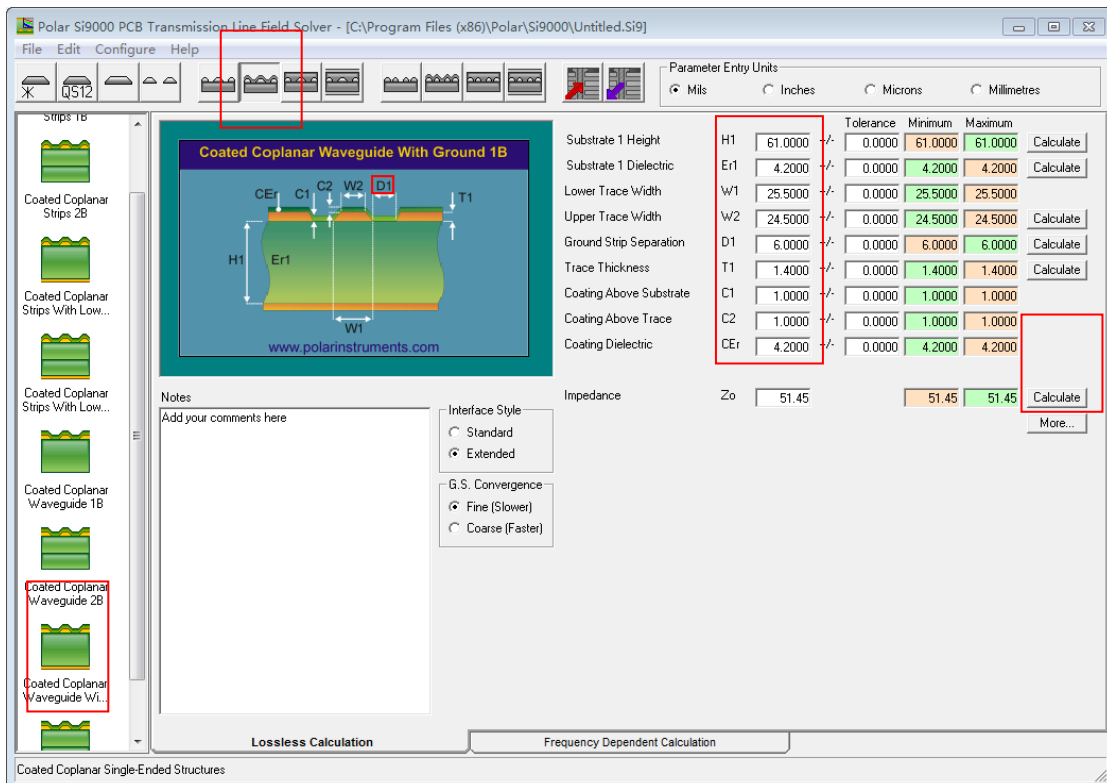 Polar Si9000 PCB Transmission Line Field Solver - [C:\Program Files (x86)\Polar\Si9000\Untitled.Si9]
File Edit Configure Help
QS12
Parameter Entry Units
Mils Inches Microns Millimetres
Strips 1B
Coated Coplanar
Strips 2B
Coated Coplanar
Strips With Low...
Coated Coplanar
Strips With Low...
Coated Coplanar
Waveguide 1B
Coated Coplanar
Waveguide 2B
Coated Coplanar
Waveguide Wi...
Coated Coplanar Waveguide With Ground 1B
CEr C1 C2 W2 D1 T1
H1 Er1
W1
www.polarinstruments.com
Notes
Add your comments here
Interface Style
Standard
Extended
G.S. Convergence
Fine (Slower)
Coarse (Faster)
Tolerance Minimum Maximum
Substrate 1 Height H1 61.0000 +/- 0.0000 61.0000 61.0000 Calculate
Substrate 1 Dielectric Er1 4.2000 +/- 0.0000 4.2000 4.2000 Calculate
Lower Trace Width W1 25.5000 +/- 0.0000 25.5000 25.5000
Upper Trace Width W2 24.5000 +/- 0.0000 24.5000 24.5000 Calculate
Ground Strip Separation D1 6.0000 +/- 0.0000 6.0000 6.0000 Calculate
Trace Thickness T1 1.4000 +/- 0.0000 1.4000 1.4000 Calculate
Coating Above Substrate C1 1.0000 +/- 0.0000 1.0000 1.0000
Coating Above Trace C2 1.0000 +/- 0.0000 1.0000 1.0000
Coating Dielectric CEr 4.2000 +/- 0.0000 4.2000 4.2000
Impedance Zo 51.45 51.45 51.45 Calculate
More...
Lossless Calculation Frequency Dependent Calculation
Coated Coplanar Single-Ended Structures